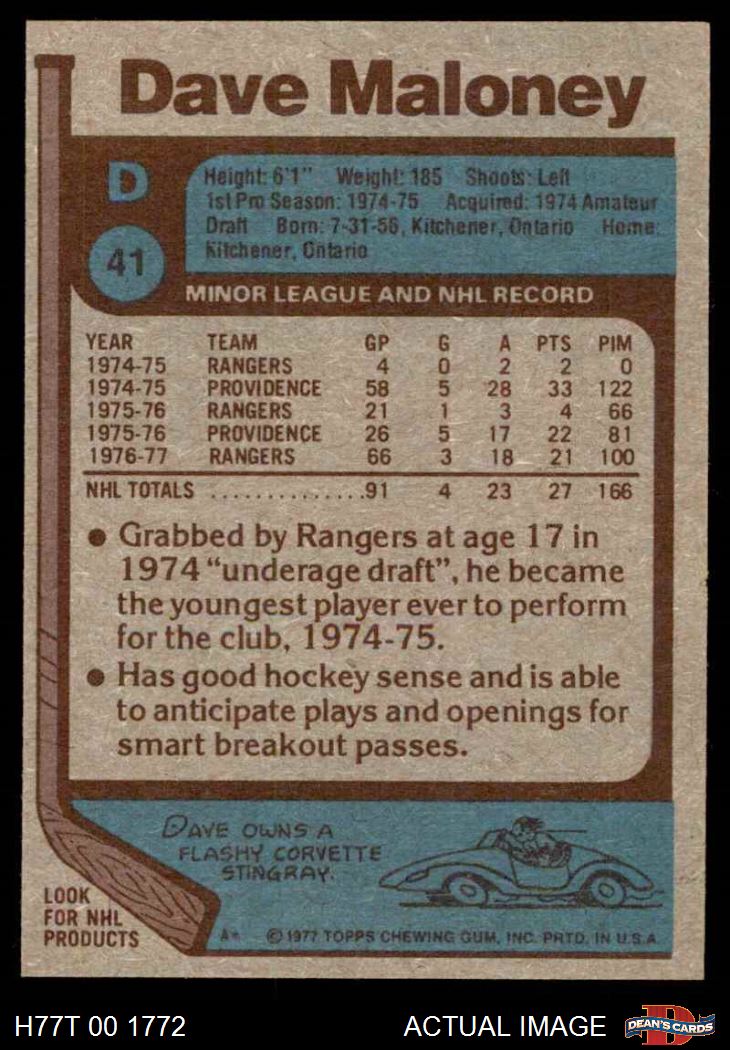 Dave Maloney
D
41
Height: 6'1" Weight: 185 Shoots: Left
1st Pro Season: 1974-75 Acquired: 1974 Amateur
Draft Born: 7-31-56, Kitchener, Ontario Home:
Kitchener, Ontario
MINOR LEAGUE AND NHL RECORD
YEAR TEAM GP G A PTS PIM
1974-75 RANGERS 4 0 2 2 0
1974-75 PROVIDENCE 58 5 28 33 122
1975-76 RANGERS 21 1 3 4 66
1975-76 PROVIDENCE 26 5 17 22 81
1976-77 RANGERS 66 3 18 21 100
NHL TOTALS ..............91 4 23 27 166
• Grabbed by Rangers at age 17 in
1974 "underage draft", he became
the youngest player ever to perform
for the club, 1974-75.
• Has good hockey sense and is able
to anticipate plays and openings for
smart breakout passes.
DAVE OWNS A
FLASHY CORVETTE
STINGRAY.
LOOK
FOR NHL
PRODUCTS
A* © 1977 TOPPS CHEWING GUM, INC. PRTD. IN U.S.A.
H77T 00 1772
ACTUAL IMAGE
D
DEAN'S CARDS